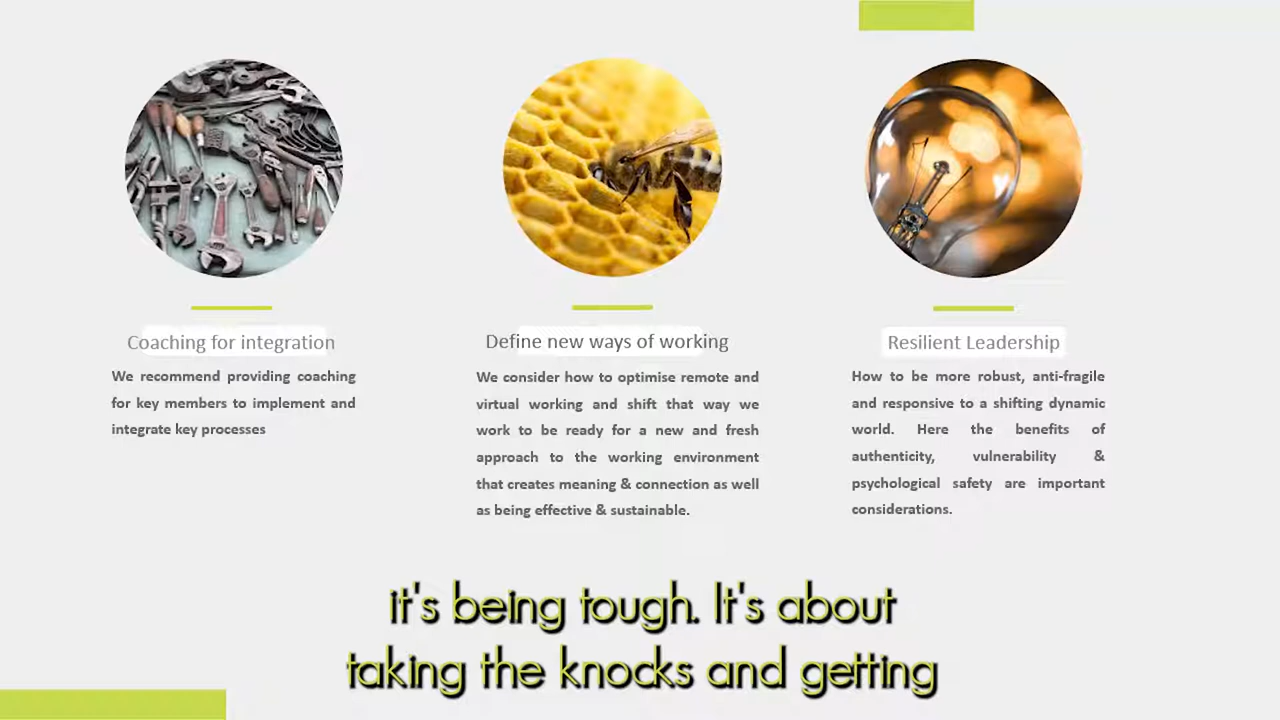 Coaching for integration
We recommend providing coaching
for key members to implement and
integrate key processes
Define new ways of working
We consider how to optimise remote and
virtual working and shift that way we
work to be ready for a new and fresh
approach to the working environment
that creates meaning & connection as well
as being effective & sustainable.
Resilient Leadership
How to be more robust, anti-fragile
and responsive to a shifting dynamic
world. Here the benefits of
authenticity, vulnerability &
psychological safety are important
considerations.
it's being tough. It's about
taking the knocks and getting